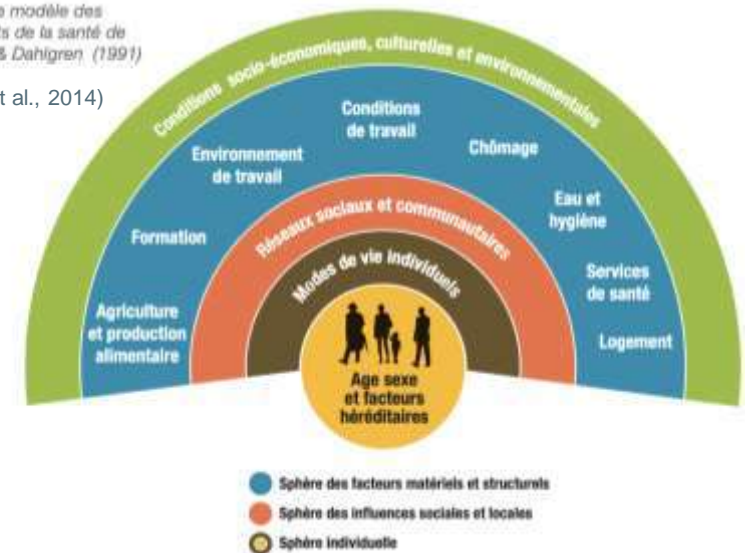 e modèle des
ts de la santé de
& Dahlgren (1991)
et al., 2014)
Conditions socio-économiques, culturelles et environnementales
Conditions
de travail
Environnement
de travail
Chômage
Formation
Eau et
hygiène
Agriculture
et production
alimentaire
Services
de santé
Logement
Réseaux sociaux et communautaires
Modes de vie individuels
Age sexe
et facteurs
héréditaires
Sphère des facteurs matériels et structurels
Sphère des influences sociales et locales
Sphère individuelle